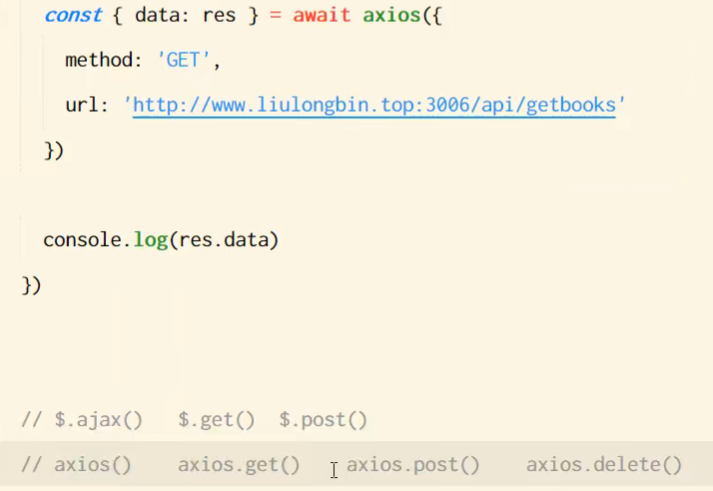 const { data: res } = await axios({
method: 'GET',
url: 'http://www.liulongbin.top:3006/api/getbooks'
})
console.log(res.data)
})
// $.ajax() $.get() $.post()
// axios() axios.get() axios.post() axios.delete()